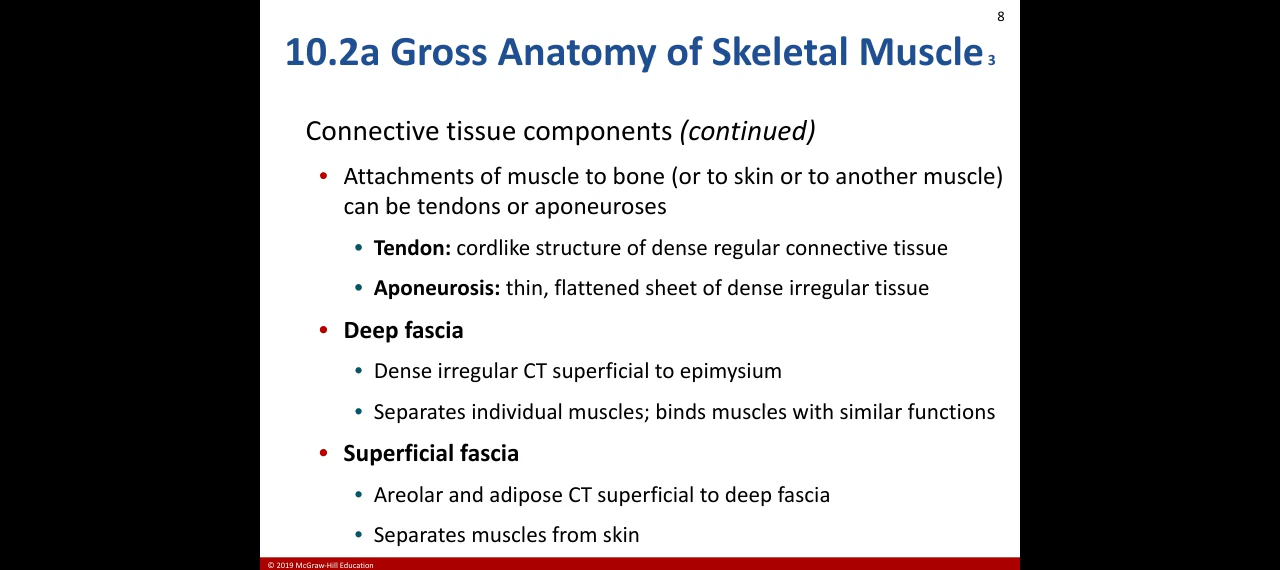 8
10.2a Gross Anatomy of Skeletal Muscle 3
Connective tissue components (continued)
• Attachments of muscle to bone (or to skin or to another muscle)
can be tendons or aponeuroses
• Tendon: cordlike structure of dense regular connective tissue
• Aponeurosis: thin, flattened sheet of dense irregular tissue
• Deep fascia
• Dense irregular CT superficial to epimysium
• Separates individual muscles; binds muscles with similar functions
• Superficial fascia
• Areolar and adipose CT superficial to deep fascia
• Separates muscles from skin
© 2019 McGraw-Hill Education